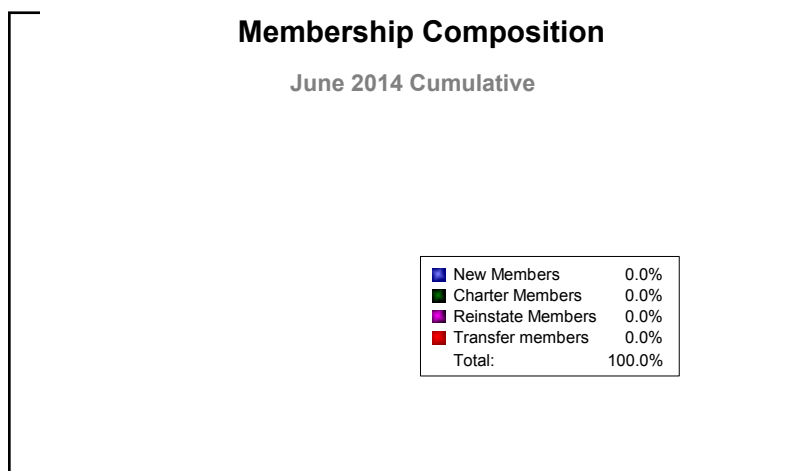 Membership Composition
June 2014 Cumulative
New Members 0.0%
Charter Members 0.0%
Reinstate Members 0.0%
Transfer members 0.0%
Total: 100.0%